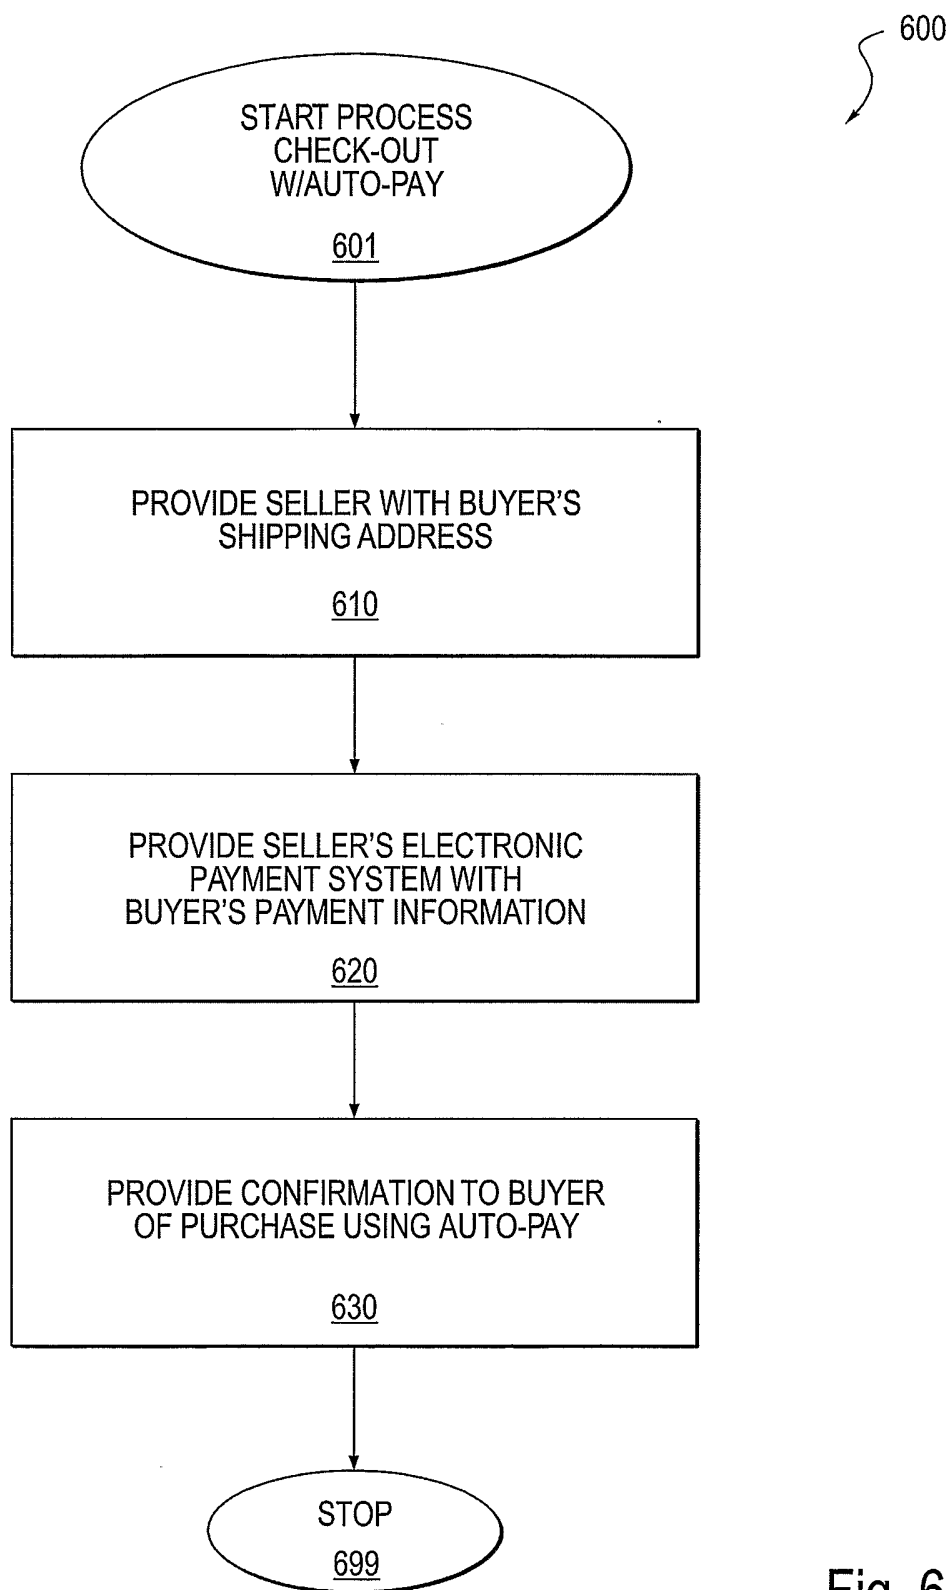 600
START PROCESS
CHECK-OUT
W/AUTO-PAY
601
PROVIDE SELLER WITH BUYER'S
SHIPPING ADDRESS
610
PROVIDE SELLER'S ELECTRONIC
PAYMENT SYSTEM WITH
BUYER'S PAYMENT INFORMATION
620
PROVIDE CONFIRMATION TO BUYER
OF PURCHASE USING AUTO-PAY
630
STOP
699
Fig. 6